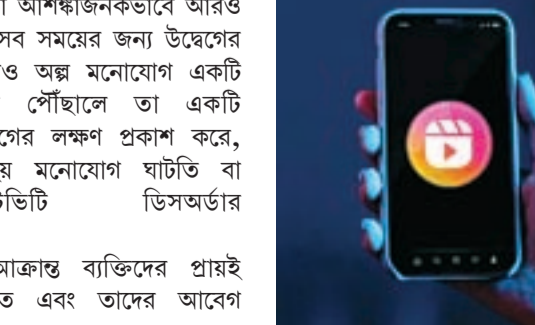 আশঙ্কাজনকভাবে আরও
সব সময়ের জন্য উদ্বেগের
ও অল্প মনোযোগ একটি
পৌঁছালে তা একটি
গের লক্ষণ প্রকাশ করে,
য় মনোযোগ ঘাটতি বা
টভিটি ডিসঅর্ডার
আক্রান্ত ব্যক্তিদের প্রায়ই
ত এবং তাদের আবেগ